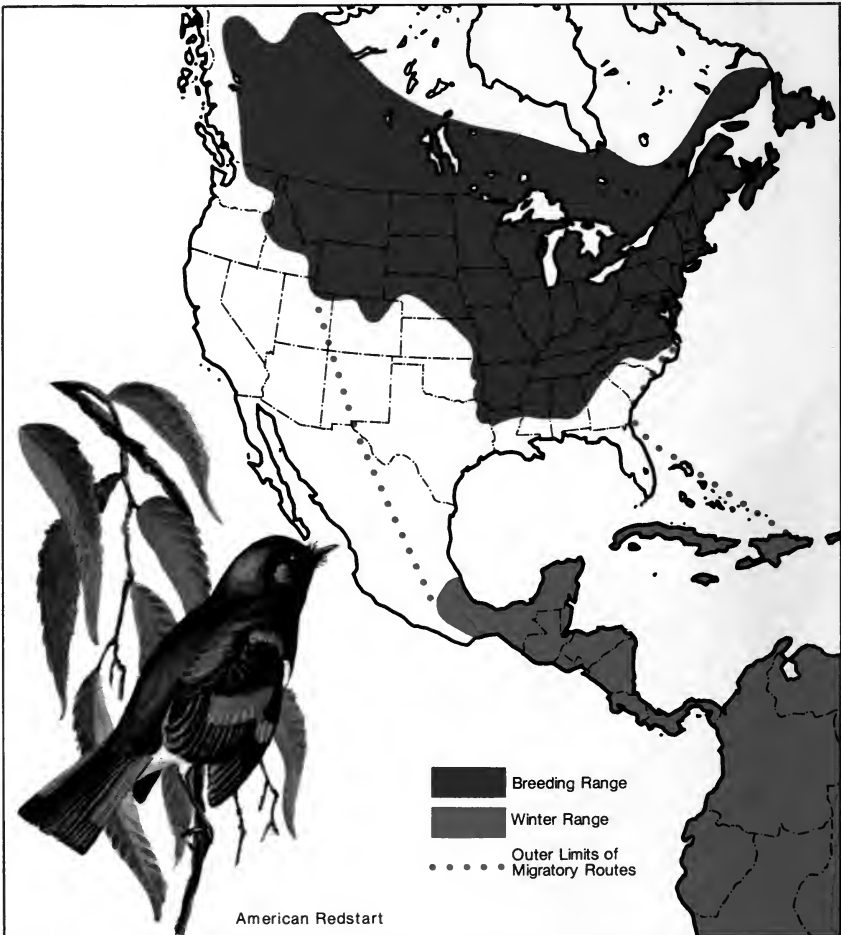 Breeding Range
Winter Range
Outer Limits of
Migratory Routes
American Redstart